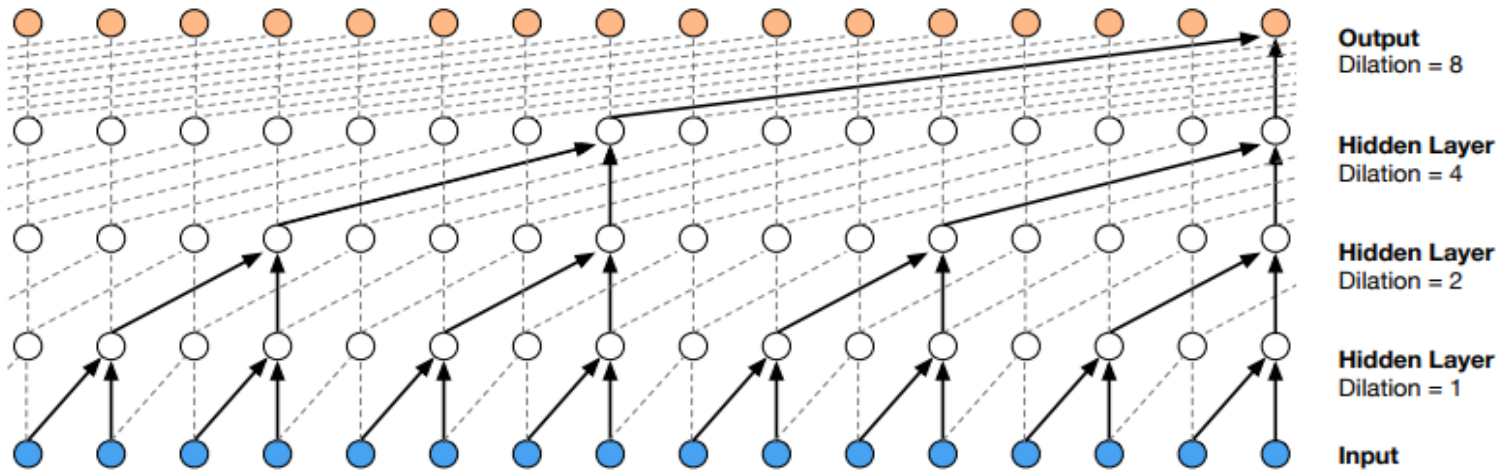 Output
Dilation = 8
Hidden Layer
Dilation = 4
Hidden Layer
Dilation = 2
Hidden Layer
Dilation = 1
Input